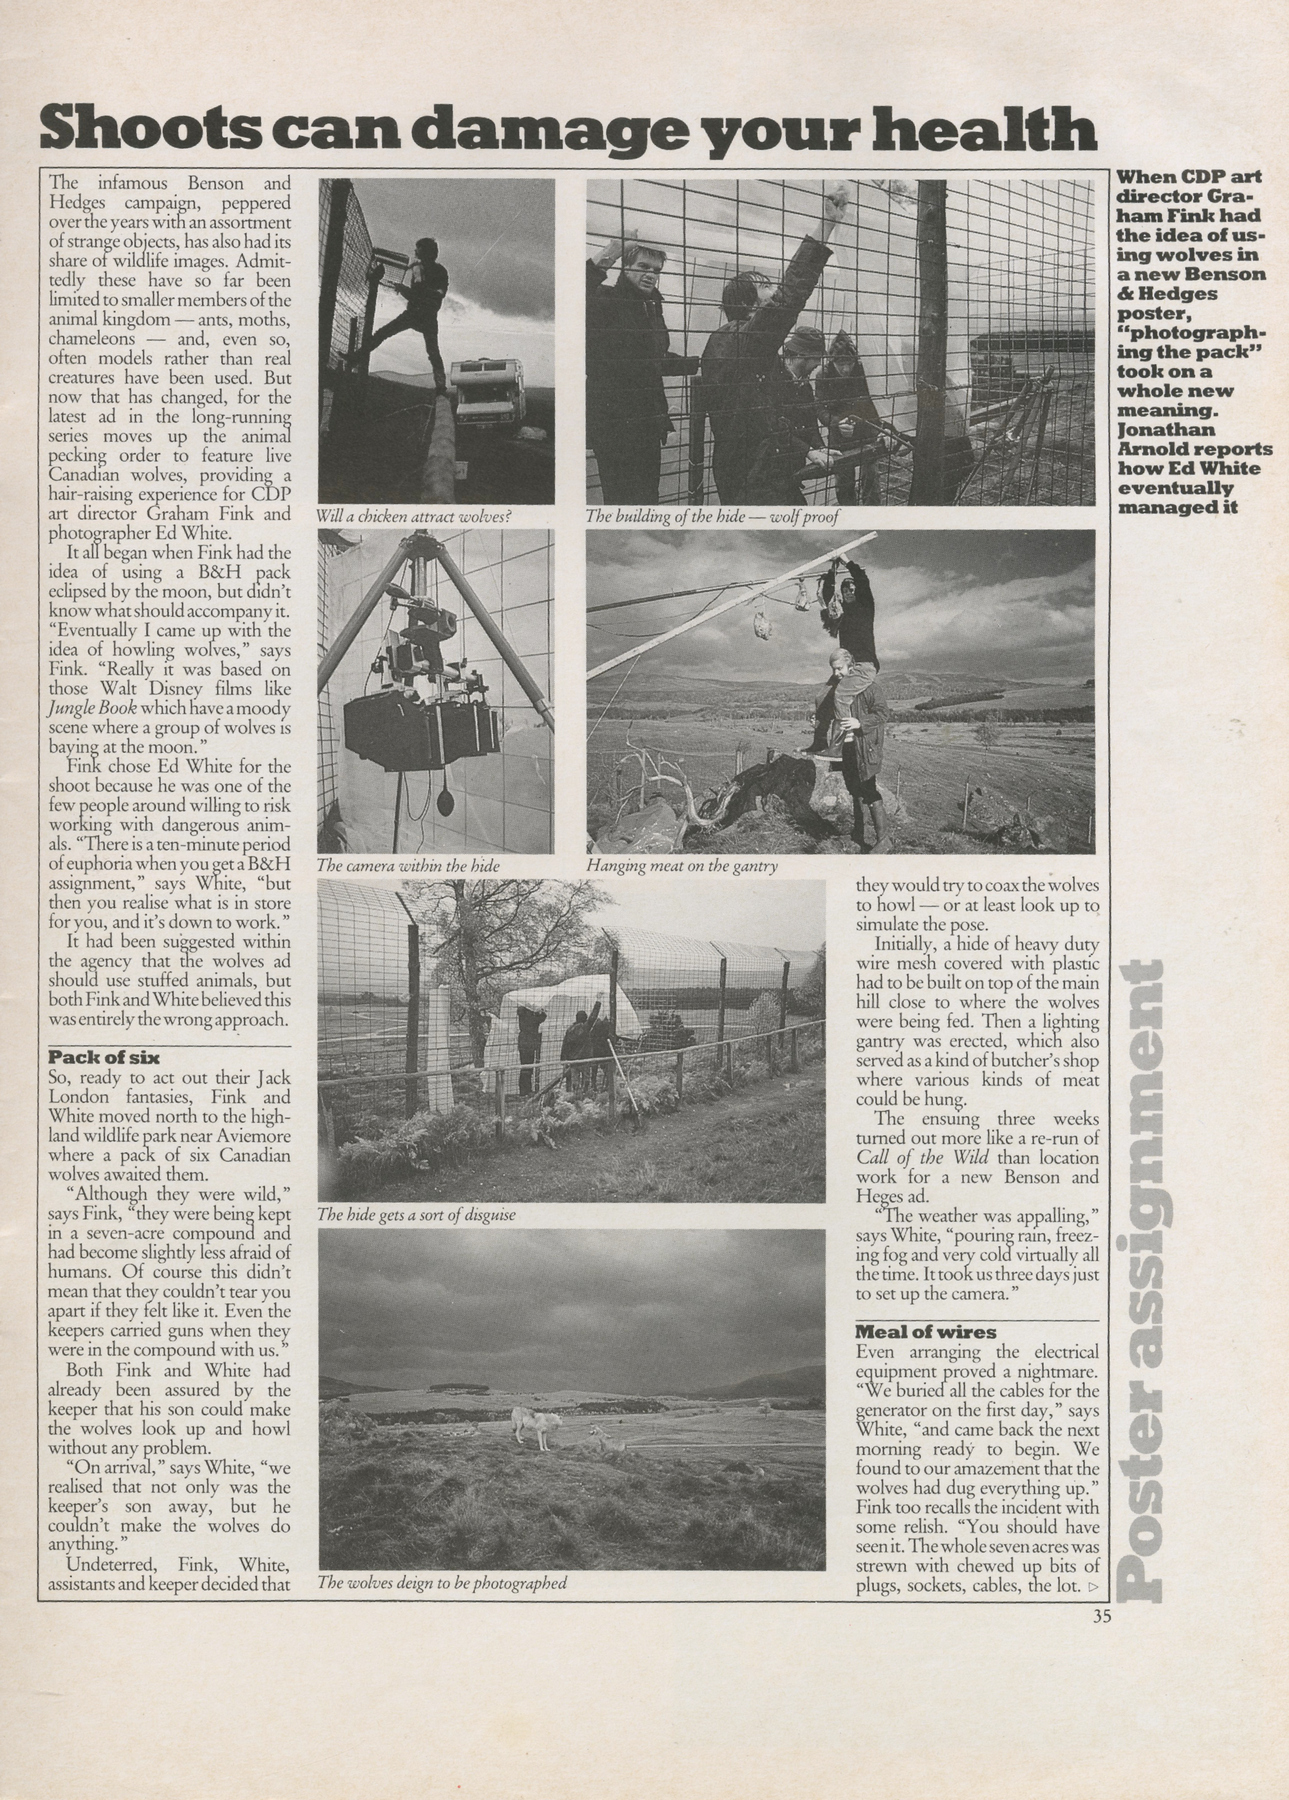 Shoots can damage your health
When CDP art
director Gra-
ham Fink had
the idea of us-
ing wolves in
a new Benson
& Hedges
poster,
“photograph-
ing the pack”
took on a
whole new
meaning.
Jonathan
Arnold reports
how Ed White
eventually
managed it
The infamous Benson and
Hedges campaign, peppered
over the years with an assortment
of strange objects, has also had its
share of wildlife images. Admit-
tedly these have so far been
limited to smaller members of the
animal kingdom — ants, moths,
chameleons — and, even so,
often models rather than real
creatures have been used. But
now that has changed, for the
latest ad in the long-running
series moves up the animal
pecking order to feature live
Canadian wolves, providing a
hair-raising experience for CDP
art director Graham Fink and
photographer Ed White.
It all began when Fink had the
idea of using a B&H pack
eclipsed by the moon, but didn’t
know what should accompany it.
“Eventually I came up with the
idea of howling wolves,” says
Fink. “Really it was based on
those Walt Disney films like
Jungle Book which have a moody
scene where a group of wolves is
baying at the moon.”
Fink chose Ed White for the
shoot because he was one of the
few people around willing to risk
working with dangerous anim-
als. “There is a ten-minute period
of euphoria when you get a B&H
assignment,” says White, “but
then you realise what is in store
for you, and it’s down to work.”
It had been suggested within
the agency that the wolves ad
should use stuffed animals, but
both Fink and White believed this
was entirely the wrong approach.
Pack of six
So, ready to act out their Jack
London fantasies, Fink and
White moved north to the high-
land wildlife park near Aviemore
where a pack of six Canadian
wolves awaited them.
“Although they were wild,”
says Fink, “they were being kept
in a seven-acre compound and
had become slightly less afraid of
humans. Of course this didn’t
mean that they couldn’t tear you
apart if they felt like it. Even the
keepers carried guns when they
were in the compound with us.”
Both Fink and White had
already been assured by the
keeper that his son could make
the wolves look up and howl
without any problem.
“On arrival,” says White, “we
realised that not only was the
keeper’s son away, but he
couldn’t make the wolves do
anything.”
Undeterred, Fink, White,
assistants and keeper decided that
Will a chicken attract wolves?
The building of the hide — wolf proof
The camera within the hide
Hanging meat on the gantry
The hide gets a sort of disguise
The wolves deign to be photographed
they would try to coax the wolves
to howl — or at least look up to
simulate the pose.
Initially, a hide of heavy duty
wire mesh covered with plastic
had to be built on top of the main
hill close to where the wolves
were being fed. Then a lighting
gantry was erected, which also
served as a kind of butcher’s shop
where various kinds of meat
could be hung.
The ensuing three weeks
turned out more like a re-run of
Call of the Wild than location
work for a new Benson and
Heges ad.
“The weather was appalling,”
says White, “pouring rain, freez-
ing fog and very cold virtually all
the time. It took us three days just
to set up the camera.”
Meal of wires
Even arranging the electrical
equipment proved a nightmare.
“We buried all the cables for the
generator on the first day,” says
White, “and came back the next
morning ready to begin. We
found to our amazement that the
wolves had dug everything up.”
Fink too recalls the incident with
some relish. “You should have
seen it. The whole seven acres was
strewn with chewed up bits of
plugs, sockets, cables, the lot. ▷
Poster assignment
35